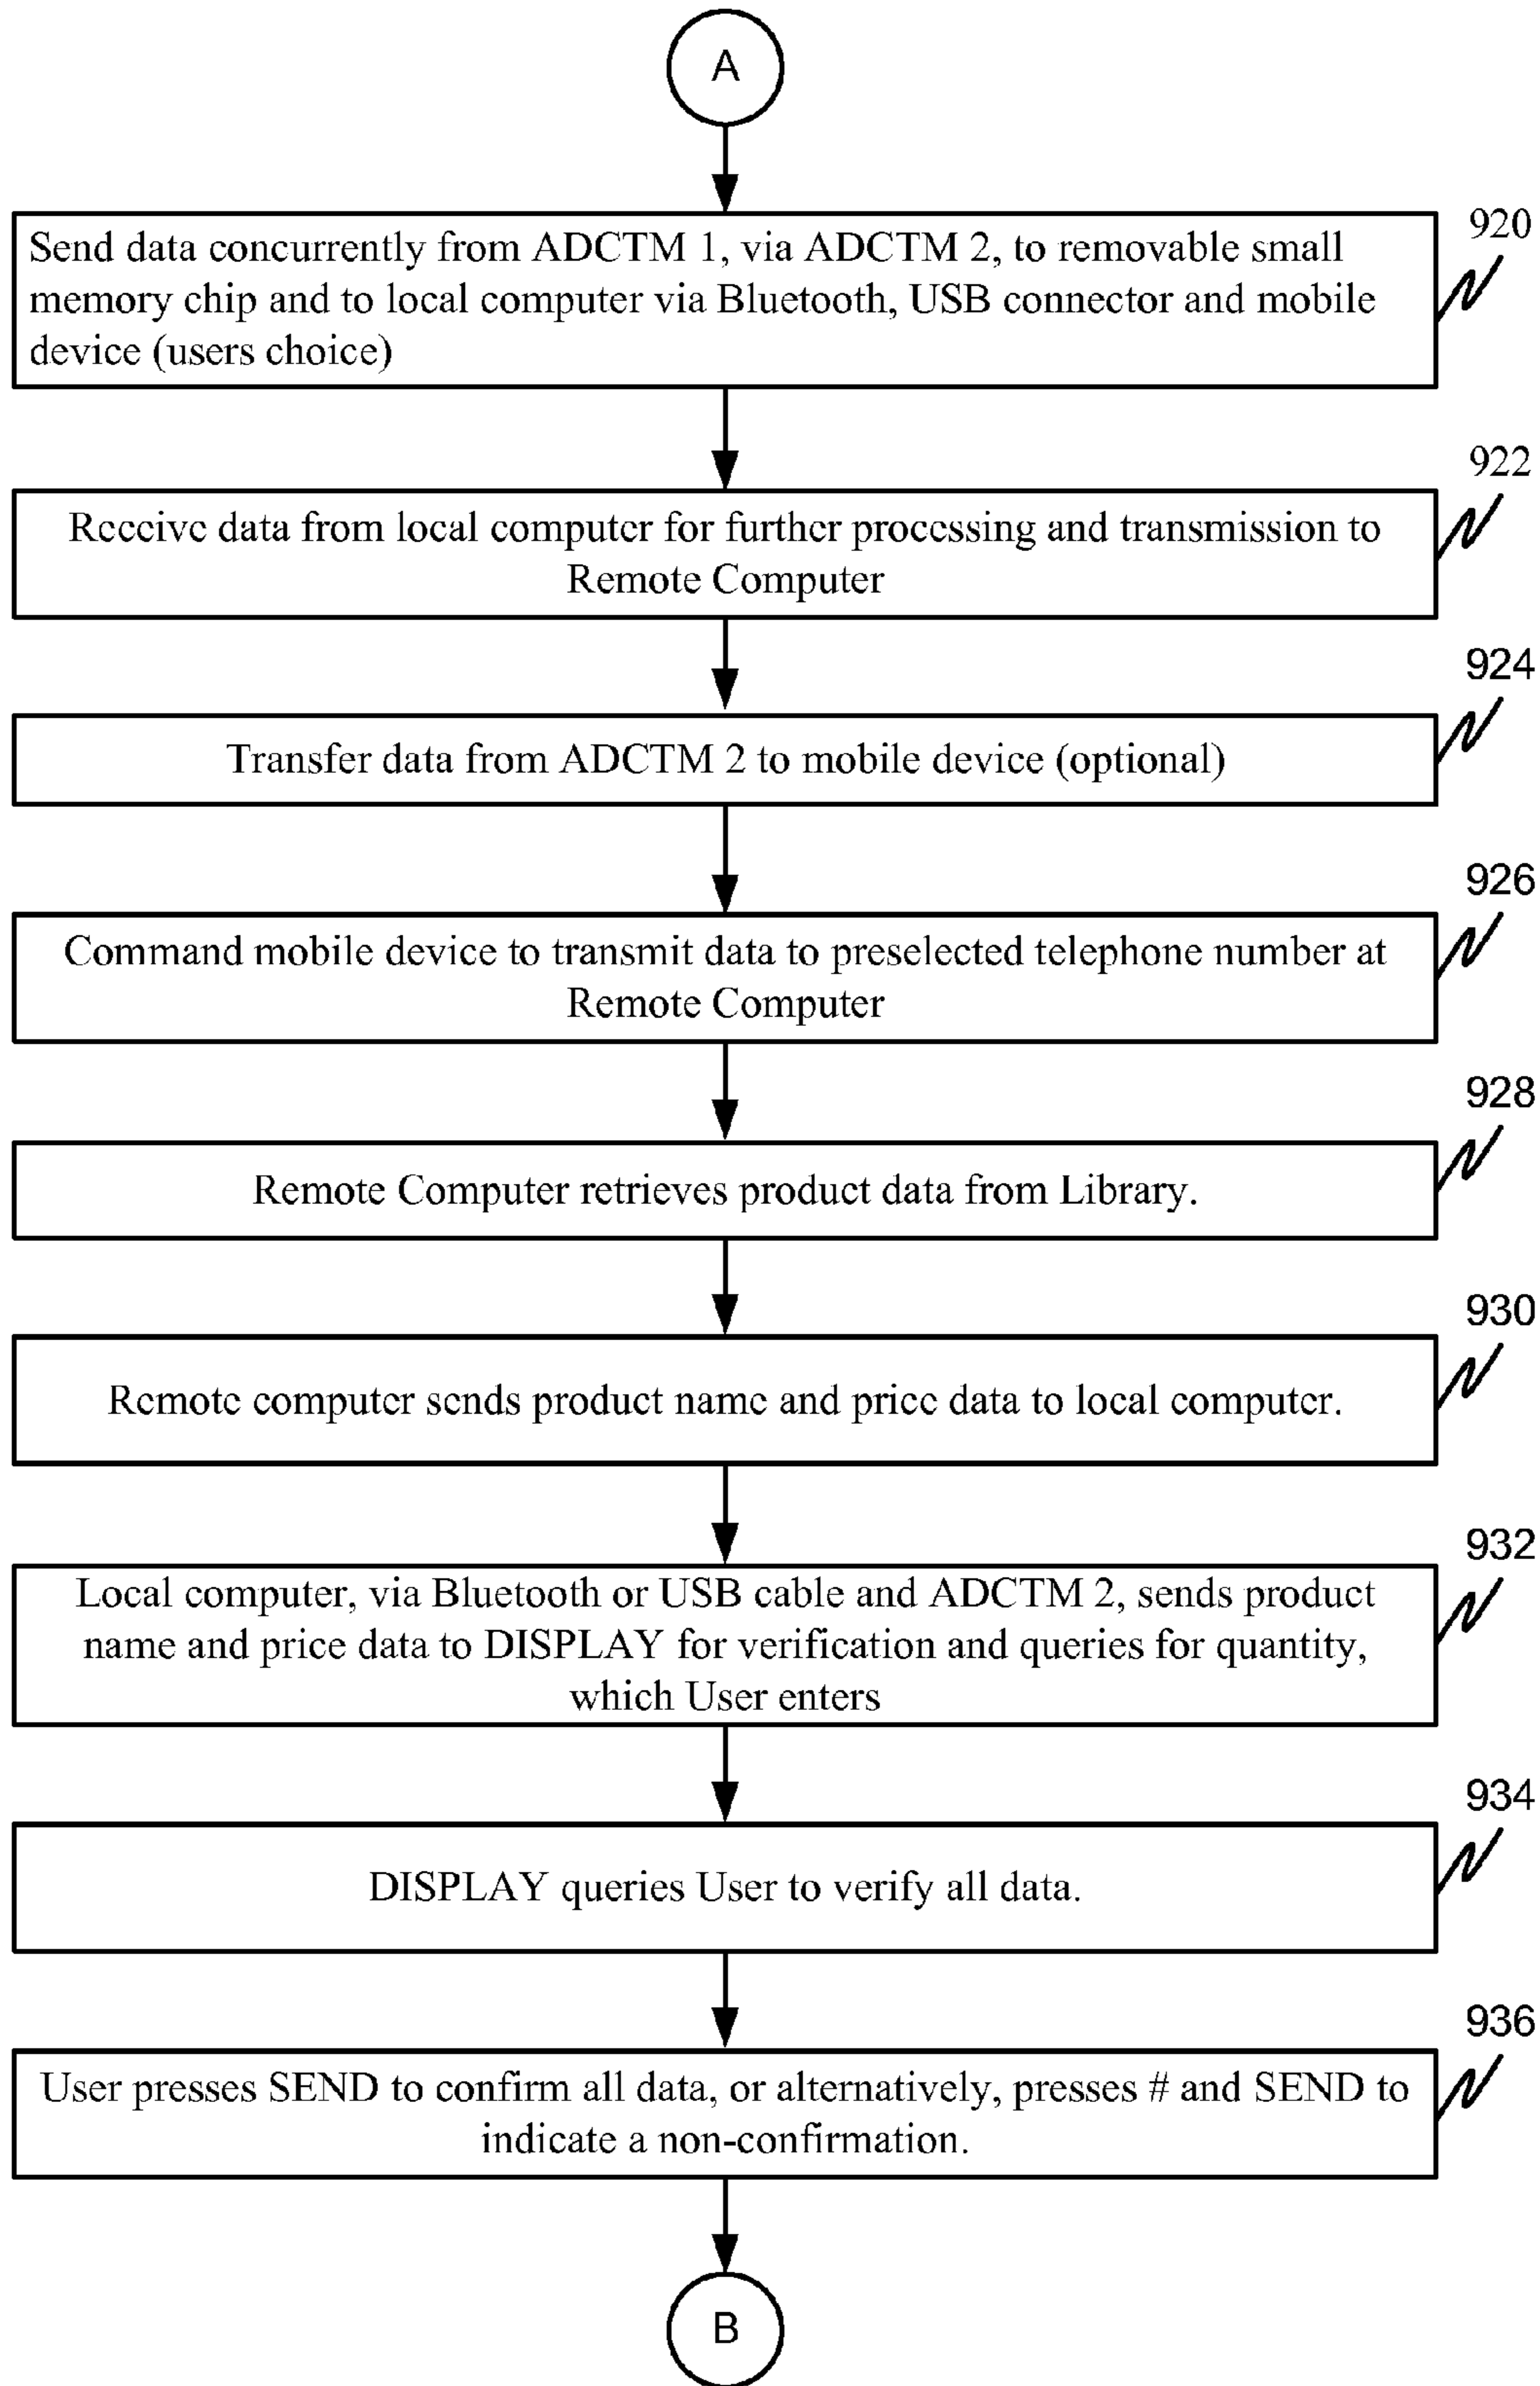 A
920
Send data concurrently from ADCTM 1, via ADCTM 2, to removable small
memory chip and to local computer via Bluetooth, USB connector and mobile
device (users choice)
922
Receive data from local computer for further processing and transmission to
Remote Computer
924
Transfer data from ADCTM 2 to mobile device (optional)
926
Command mobile device to transmit data to preselected telephone number at
Remote Computer
928
Remote Computer retrieves product data from Library.
930
Remote computer sends product name and price data to local computer.
932
Local computer, via Bluetooth or USB cable and ADCTM 2, sends product
name and price data to DISPLAY for verification and queries for quantity,
which User enters
934
DISPLAY queries User to verify all data.
936
User presses SEND to confirm all data, or alternatively, presses # and SEND to
indicate a non-confirmation.
B